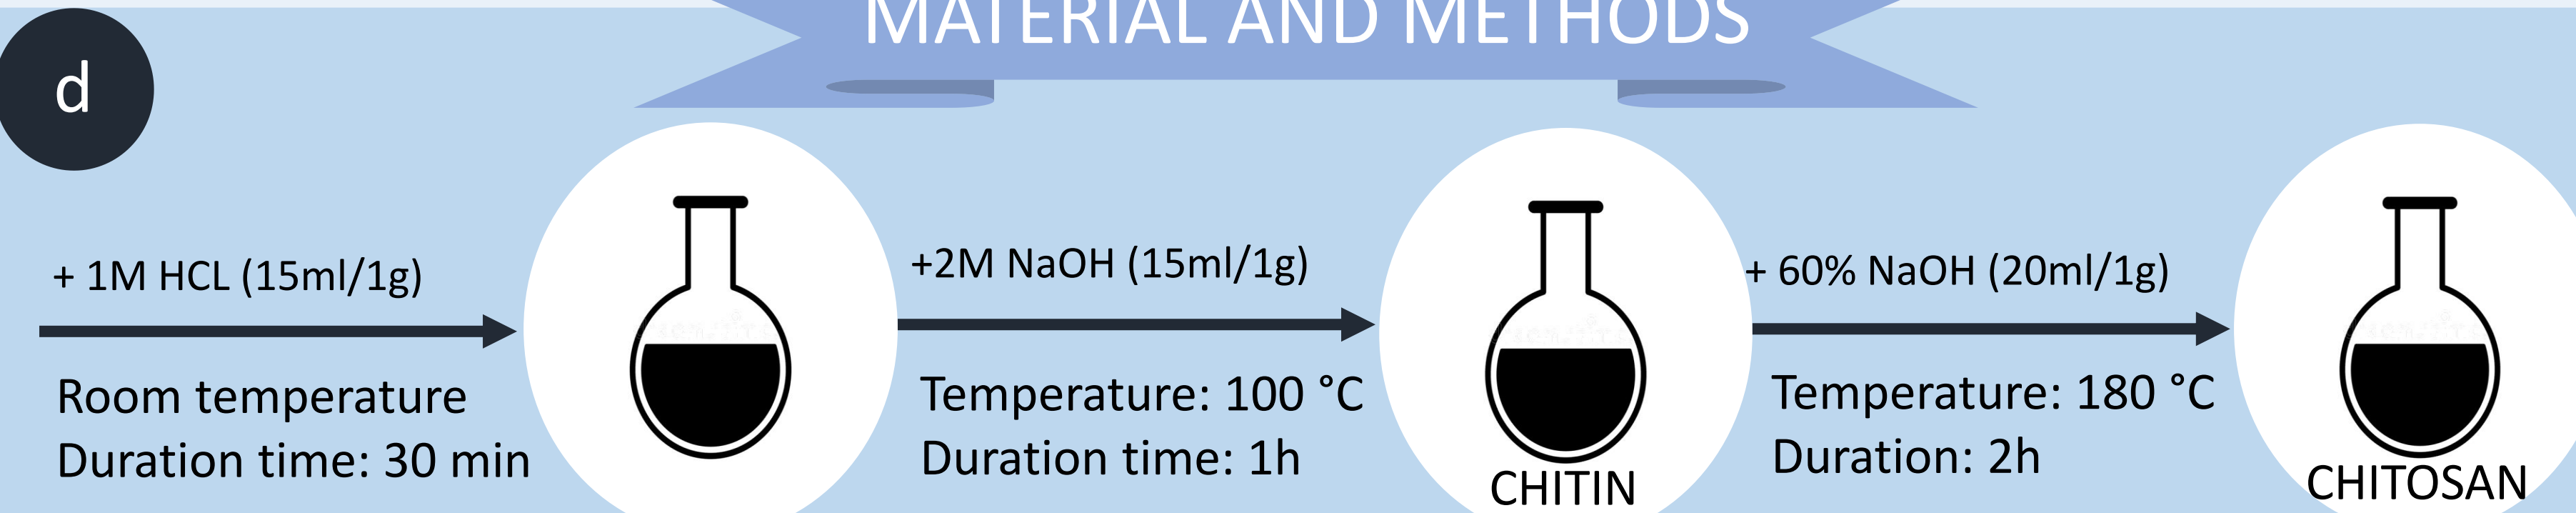 MATERIAL AND METHODS
d
+ 1M HCL (15ml/1g)
Room temperature
Duration time: 30 min
+2M NaOH (15ml/1g)
Temperature: 100 °C
Duration time: 1h
CHITIN
+ 60% NaOH (20ml/1g)
Temperature: 180 °C
Duration: 2h
CHITOSAN